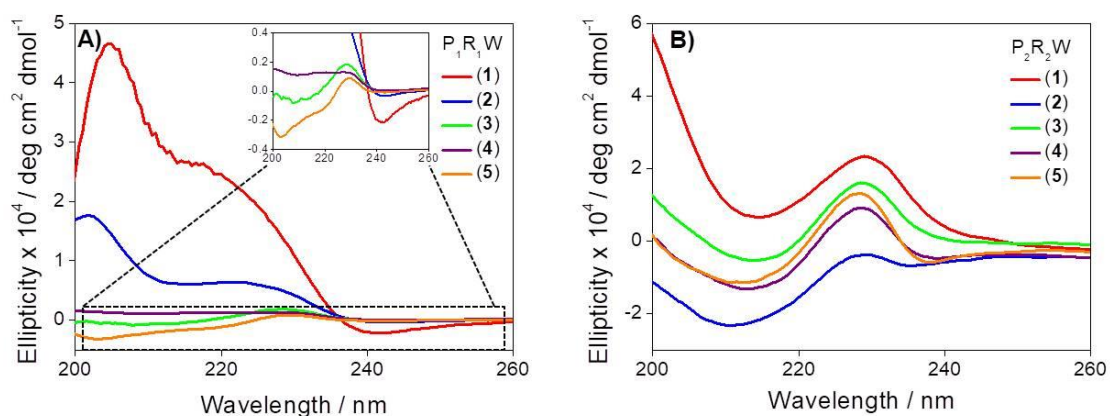 A)
P₁R₁W
(1)
(2)
(3)
(4)
(5)
0.4
0.2
0.0
-0.2
-0.4
200 220 240 260
5
4
3
2
1
0
200 220 240 260
Ellipticity x 10⁴ / deg cm² dmol⁻¹
Wavelength / nm
B)
P₂R₂W
(1)
(2)
(3)
(4)
(5)
6
4
2
0
-2
200 220 240 260
Ellipticity x 10⁴ / deg cm² dmol⁻¹
Wavelength / nm